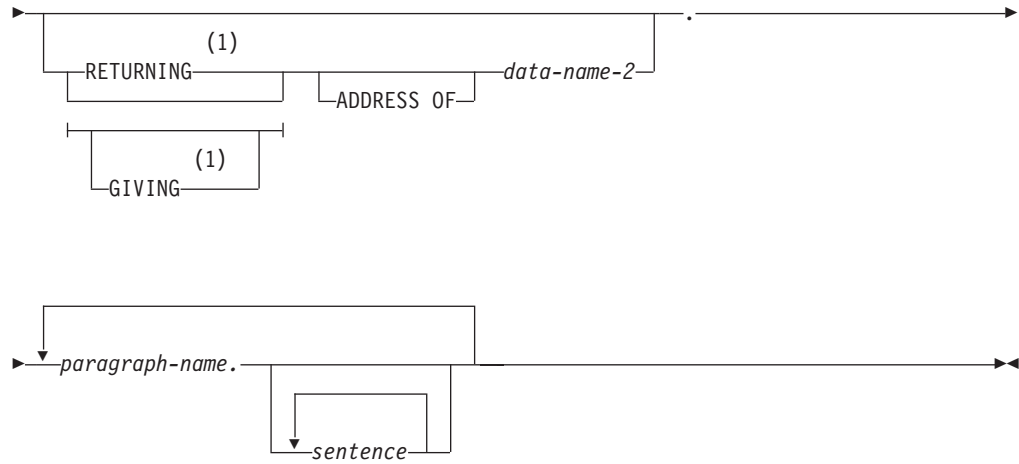 .
(1)
RETURNING data-name-2
ADDRESS OF
(1)
GIVING
paragraph-name.
sentence